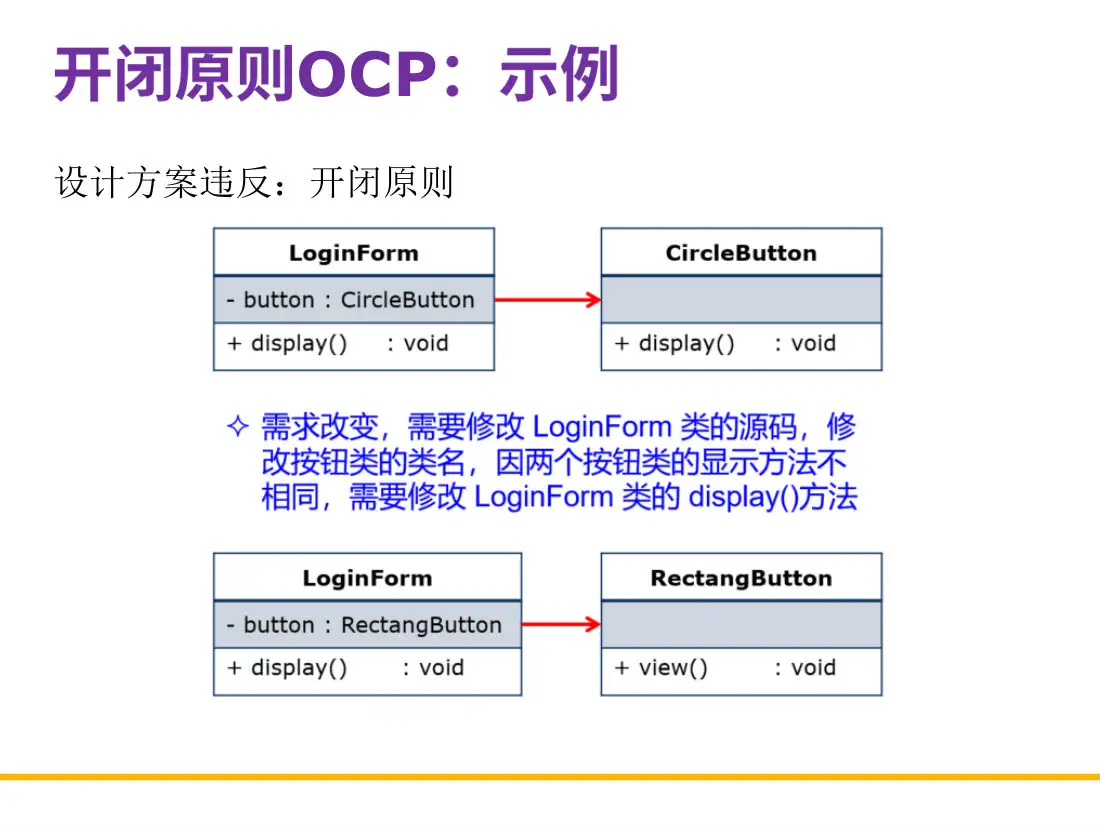 开闭原则OCP：示例
设计方案违反：开闭原则
LoginForm
- button : CircleButton
+ display() : void
CircleButton
+ display() : void
✧ 需求改变，需要修改 LoginForm 类的源码，修
改按钮类的类名，因两个按钮类的显示方法不
相同，需要修改 LoginForm 类的 display()方法
LoginForm
- button : RectangButton
+ display() : void
RectangButton
+ view() : void